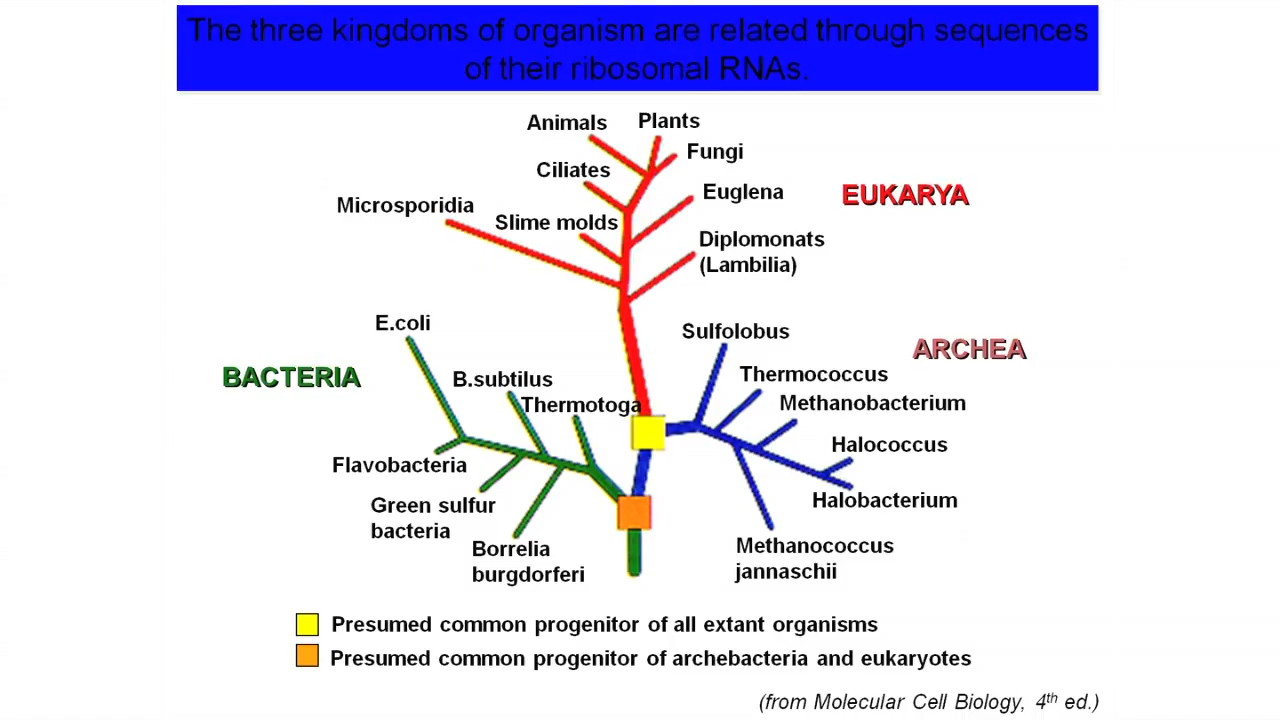 The three kingdoms of organism are related through sequences
of their ribosomal RNAs.
Animals
Plants
Fungi
Ciliates
Euglena
EUKARYA
Microsporidia
Slime molds
Diplomonats
(Lambilia)
E.coli
Sulfolobus
ARCHEA
BACTERIA
B.subtilus
Thermococcus
Thermotoga
Methanobacterium
Halococcus
Flavobacteria
Halobacterium
Green sulfur
bacteria
Borrelia
burgdorferi
Methanococcus
jannaschii
Presumed common progenitor of all extant organisms
Presumed common progenitor of archebacteria and eukaryotes
(from Molecular Cell Biology, 4th ed.)